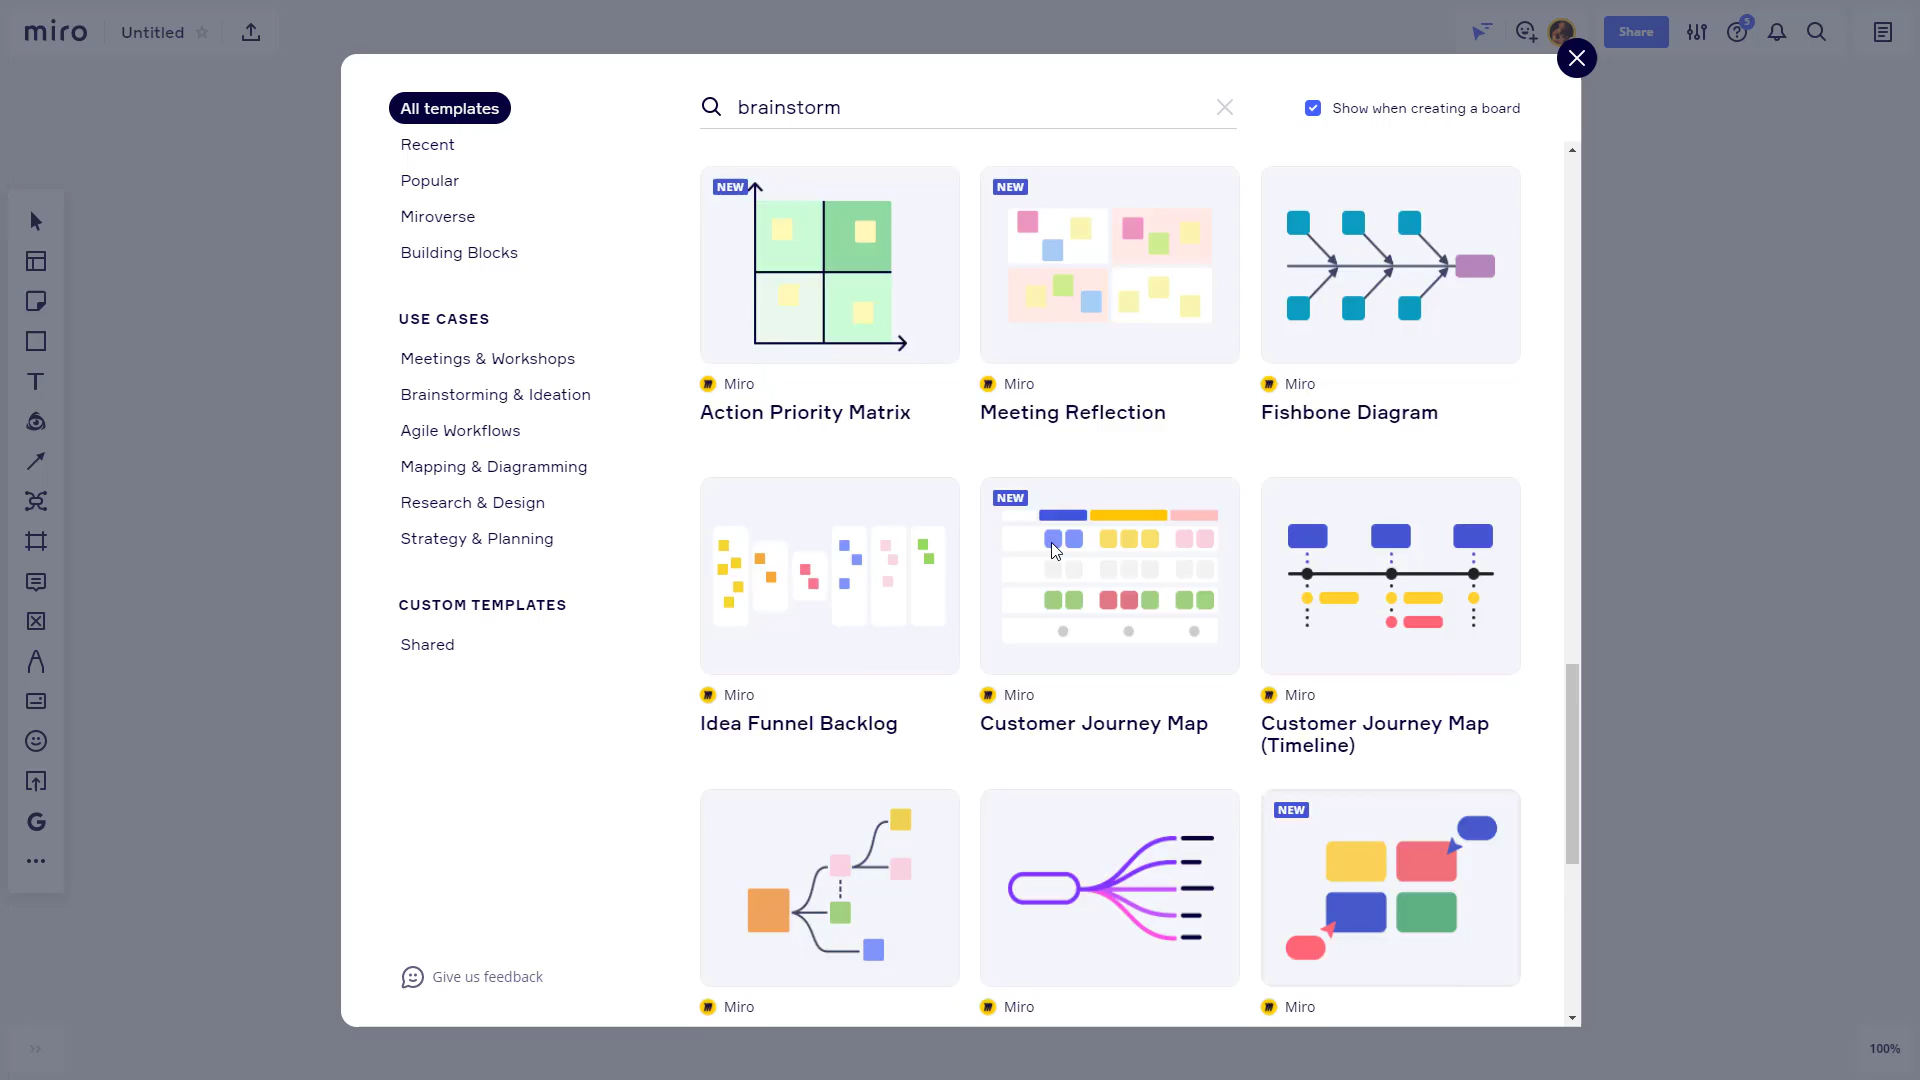 miro
Untitled
Share
5
All templates
Recent
Popular
Miroverse
Building Blocks
USE CASES
Meetings & Workshops
Brainstorming & Ideation
Agile Workflows
Mapping & Diagramming
Research & Design
Strategy & Planning
CUSTOM TEMPLATES
Shared
Give us feedback
brainstorm
Show when creating a board
NEW
NEW
Miro
Miro
Miro
Action Priority Matrix
Meeting Reflection
Fishbone Diagram
NEW
Miro
Miro
Miro
Idea Funnel Backlog
Customer Journey Map
Customer Journey Map
(Timeline)
NEW
Miro
Miro
Miro
100%